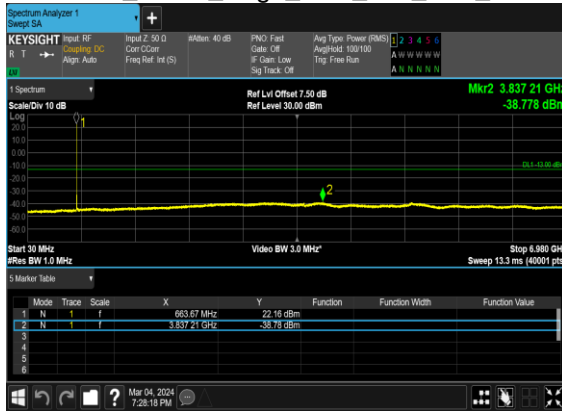 Spectrum Analyzer 1
Swept SA
+
KEYSIGHT Input: RF Input Z: 50 Ω #Atten: 40 dB PNO: Fast Avg Type: Power (RMS) 1 2 3 4 5 6
R T Coupling: DC Corr CCorr Gate: Off Avg|Hold: 100/100 A W W W W W
Align: Auto Freq Ref: Int (S) IF Gain: Low Trig: Free Run A N N N N N
Sig Track: Off
1 Spectrum Ref Lvl Offset 7.50 dB Mkr2 3.837 21 GHz
Scale/Div 10 dB Ref Level 30.00 dBm -38.778 dBm
Log
20.0
10.0
0.00
-10.0
-20.0
-30.0
-40.0
-50.0
-60.0
1
2
DL1 -13.00 dBm
Start 30 MHz Video BW 3.0 MHz* Stop 6.980 GHz
#Res BW 1.0 MHz Sweep 13.3 ms (40001 pts)
5 Marker Table
Mode Trace Scale X Y Function Function Width Function Value
1 N 1 f 663.67 MHz 22.16 dBm
2 N 1 f 3.837 21 GHz -38.78 dBm
3
4
5
6
? Mar 04, 2024
7:28:18 PM